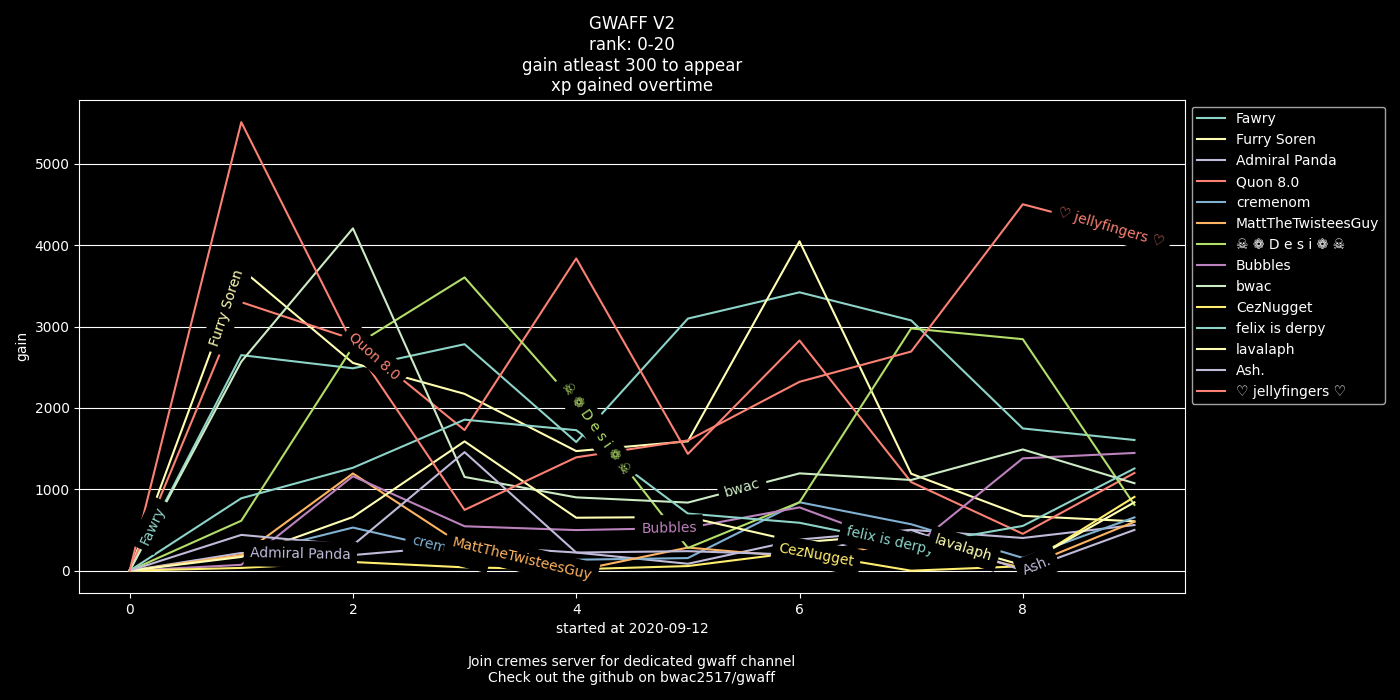 GWAFF V2
rank: 0-20
gain atleast 300 to appear
xp gained overtime
gain
5000
4000
3000
2000
1000
0
0
2
4
6
8
started at 2020-09-12
Join cremes server for dedicated gwaff channel
Check out the github on bwac2517/gwaff
Fawry
Furry Soren
Admiral Panda
Quon 8.0
cremenom
MattTheTwisteesGuy
☠ ❁ D e s i ❁ ☠
Bubbles
bwac
CezNugget
felix is derpy
lavalaph
Ash.
♡ jellyfingers ♡
Fawry
Furry Soren
Admiral Panda
Quon 8.0
crem
MattTheTwisteesGuy
☠ ❁ D e s i ❁ ☠
Bubbles
bwac
CezNugget
felix is derpy
lavalaph
Ash.
♡ jellyfingers ♡